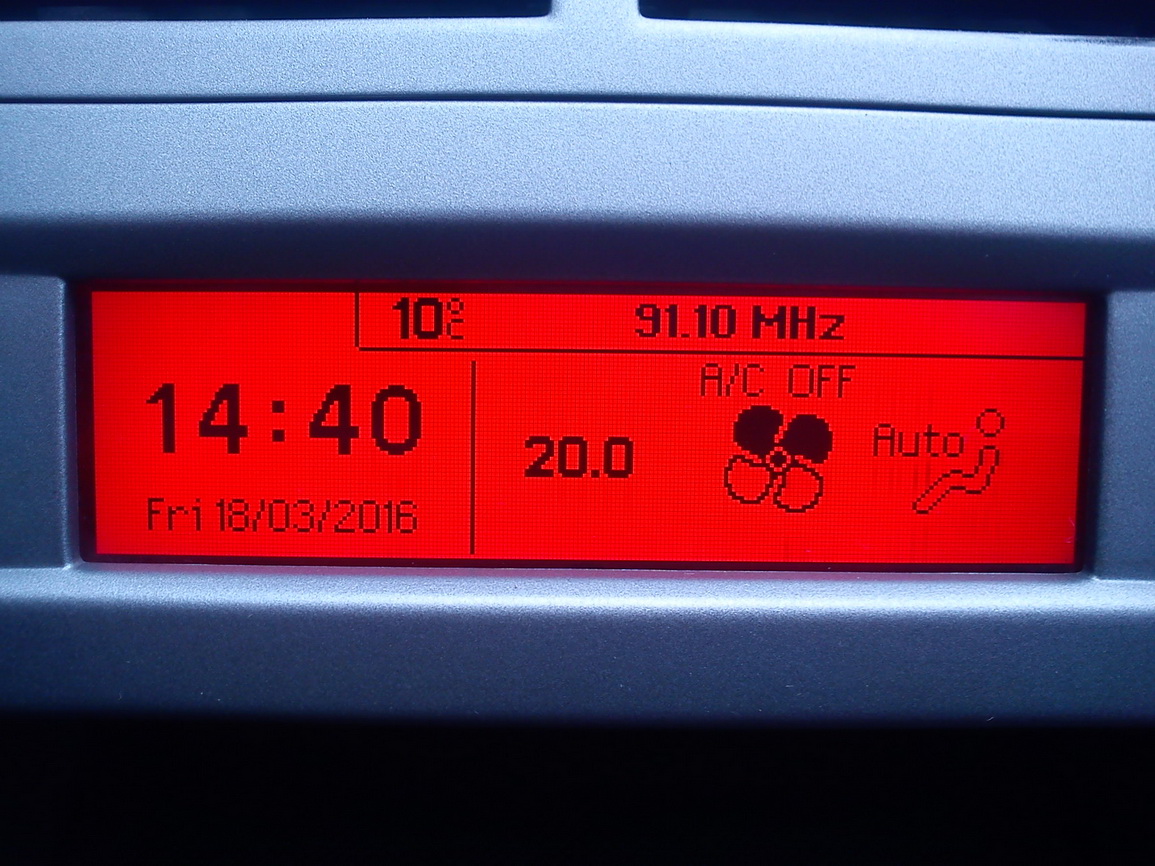 10°C 91.10 MHz
A/C OFF
14:40 20.0 Auto
Fri 18/03/2016